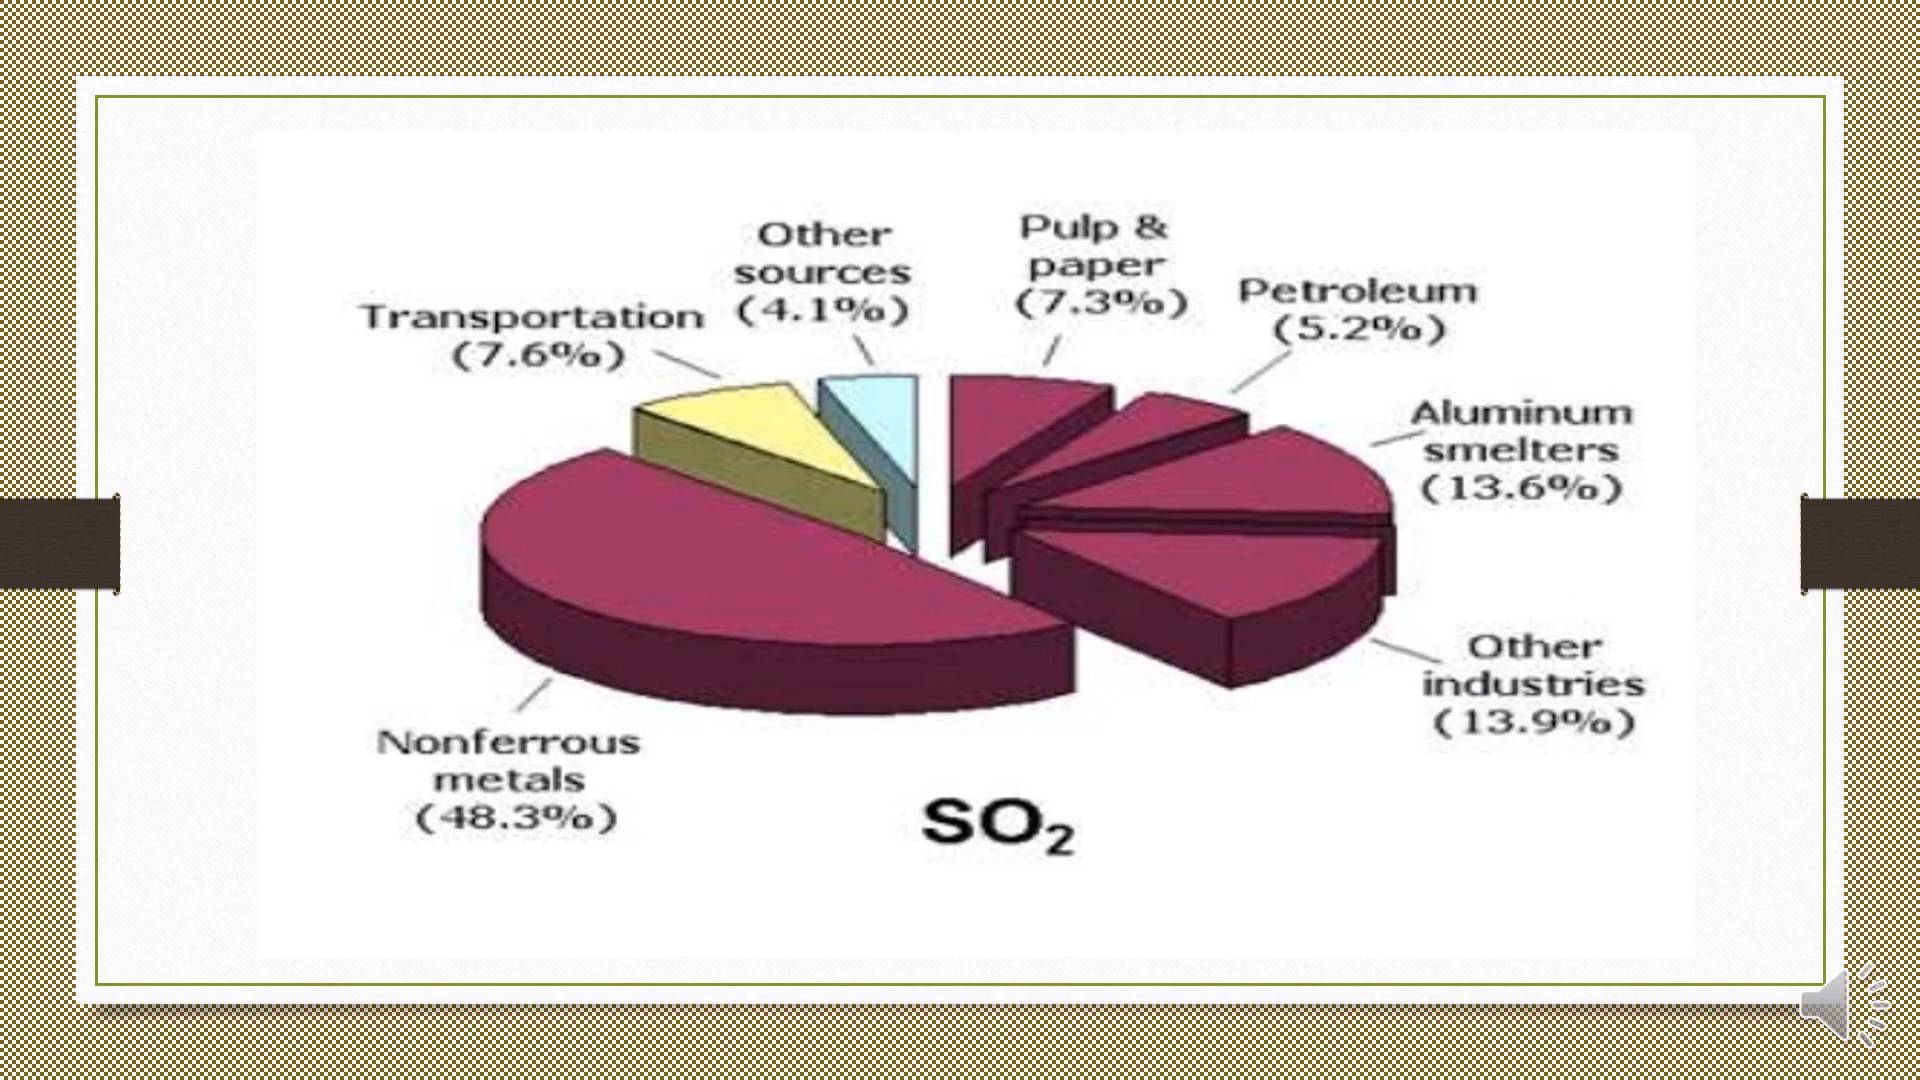 Other
sources
(4.1%)
Pulp &
paper
(7.3%)
Petroleum
(5.2%)
Transportation
(7.6%)
Aluminum
smelters
(13.6%)
Other
industries
(13.9%)
Nonferrous
metals
(48.3%)
SO₂